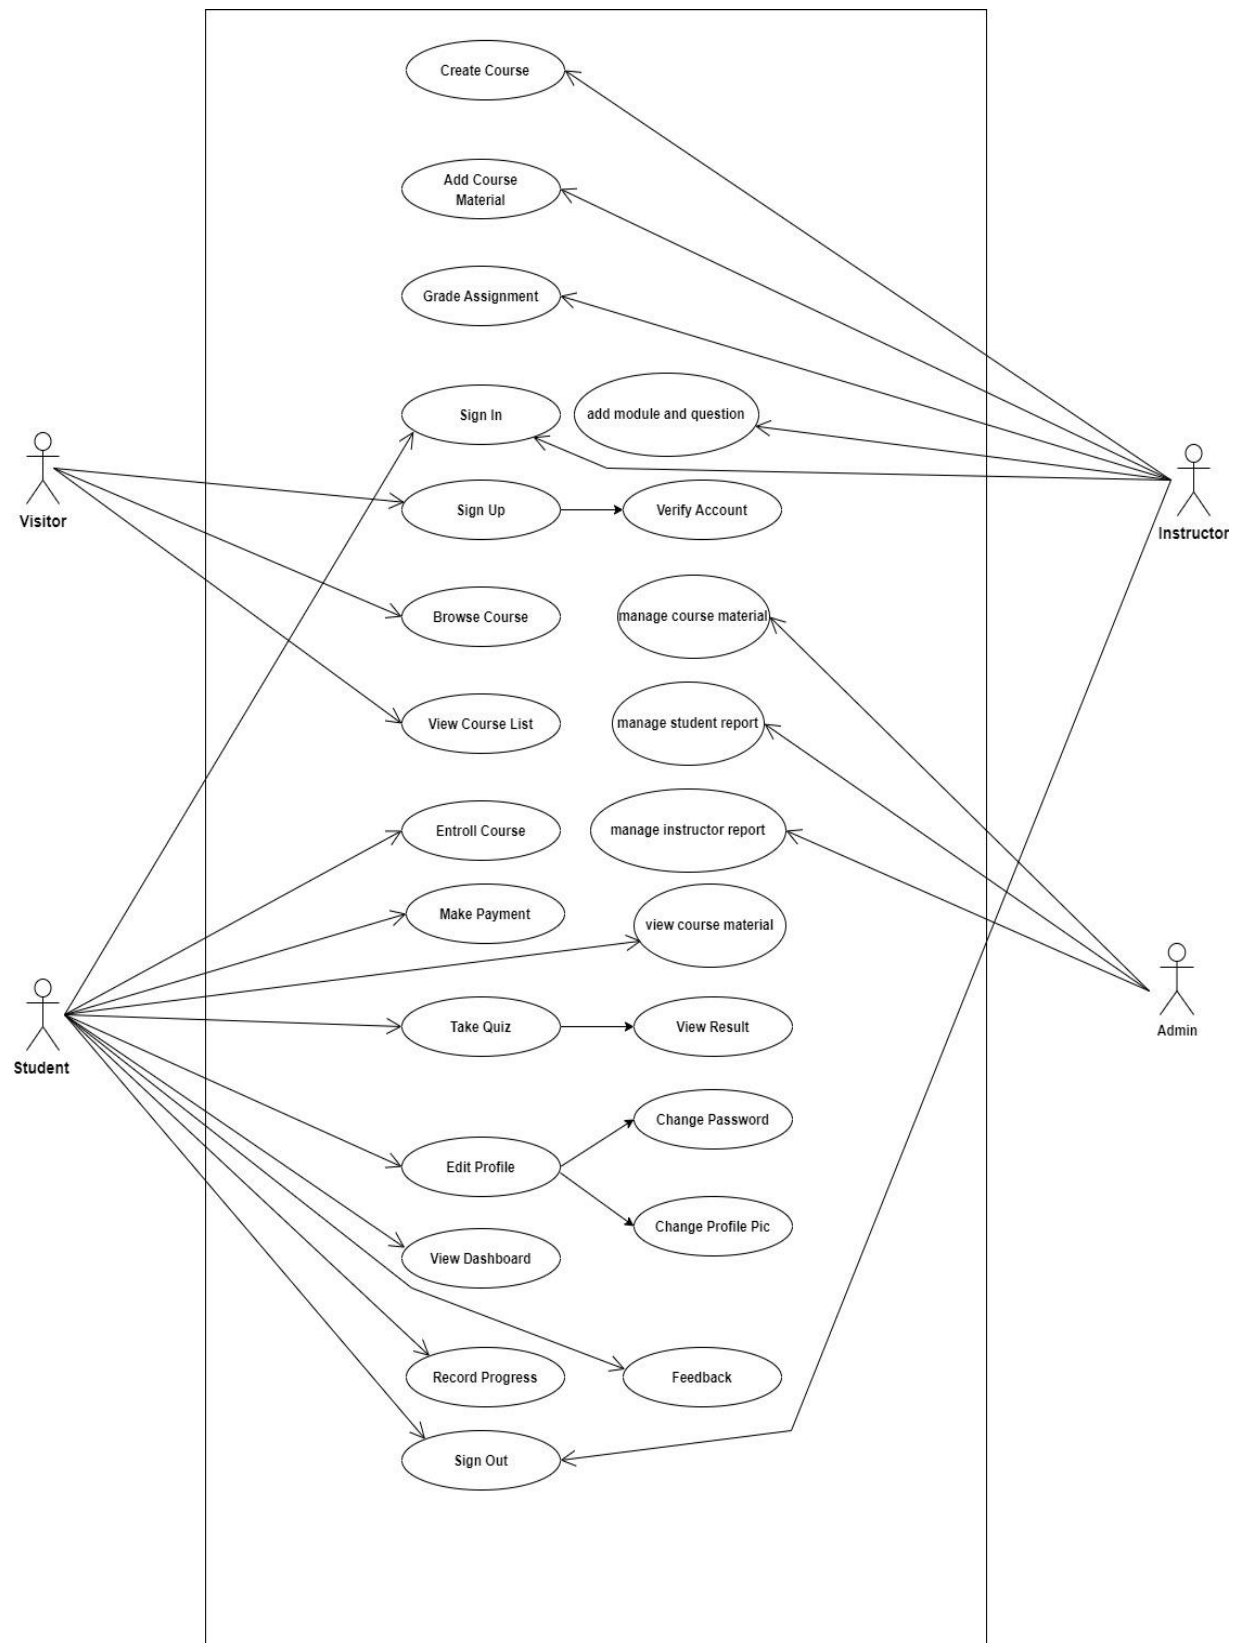 Create Course
Add Course
Material
Grade Assignment
Sign In
add module and question
Visitor
Sign Up
Verify Account
Instructor
Browse Course
manage course material
View Course List
manage student report
Entroll Course
manage instructor report
Make Payment
view course material
Take Quiz
View Result
Admin
Student
Change Password
Edit Profile
Change Profile Pic
View Dashboard
Record Progress
Feedback
Sign Out